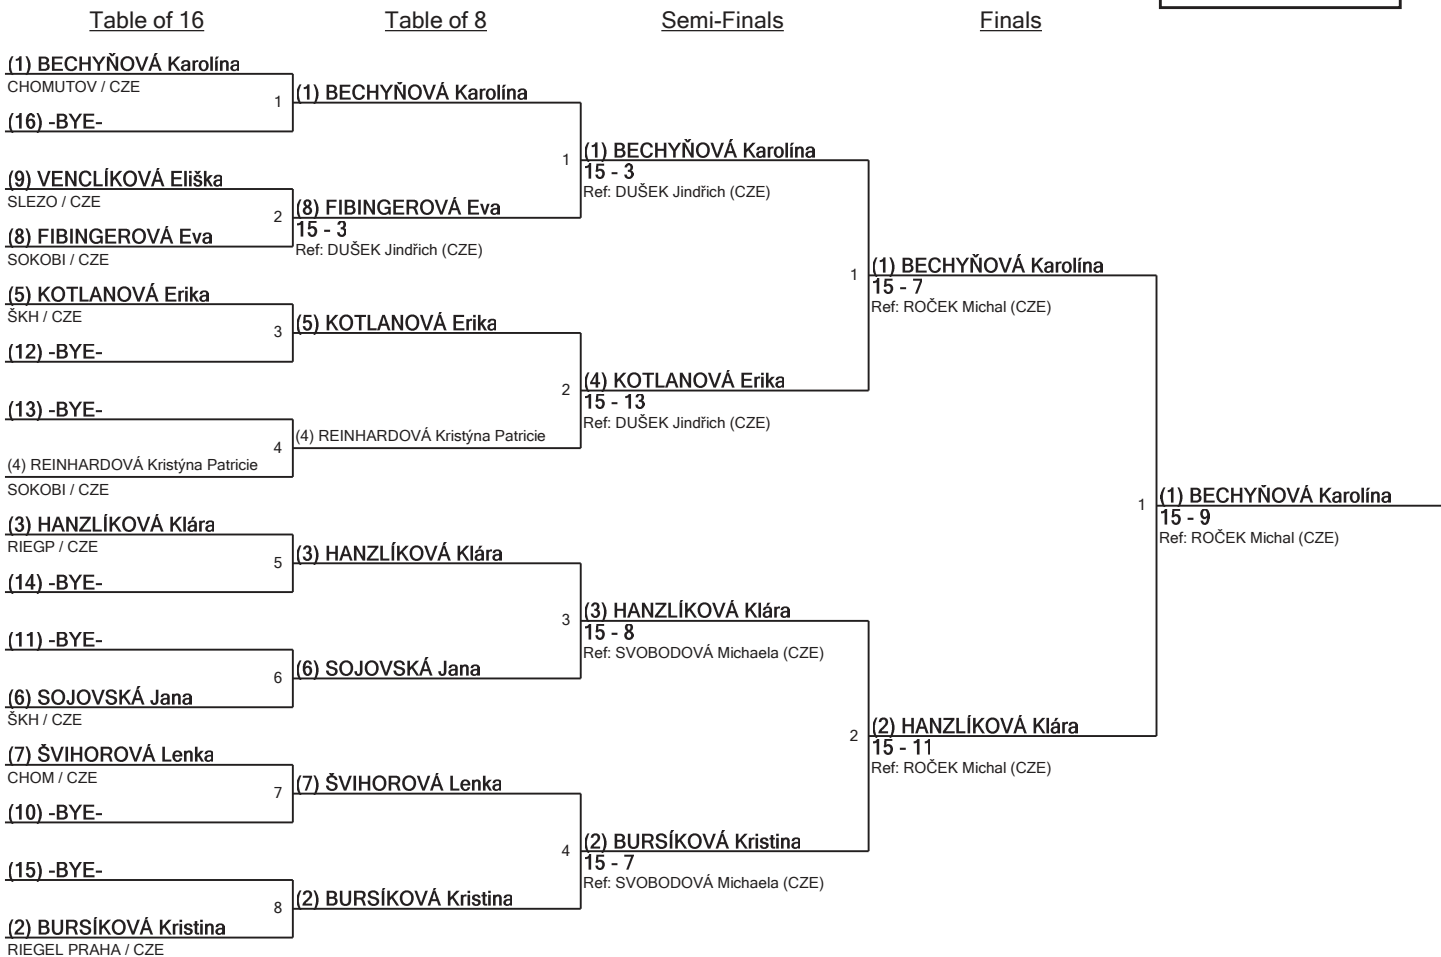 Table of 16
Table of 8
Semi-Finals
Finals
(1) BECHYŇOVÁ Karolína
CHOMUTOV / CZE
1
(16) -BYE-
(9) VENCLÍKOVÁ Eliška
SLEZO / CZE
2
(8) FIBINGEROVÁ Eva
SOKOBI / CZE
(5) KOTLANOVÁ Erika
ŠKH / CZE
3
(12) -BYE-
(13) -BYE-
4
(4) REINHARDOVÁ Kristýna Patricie
SOKOBI / CZE
(3) HANZLÍKOVÁ Klára
RIEGP / CZE
5
(14) -BYE-
(11) -BYE-
6
(6) SOJOVSKÁ Jana
ŠKH / CZE
(7) ŠVIHOROVÁ Lenka
CHOM / CZE
7
(10) -BYE-
(15) -BYE-
8
(2) BURSÍKOVÁ Kristina
RIEGEL PRAHA / CZE
(1) BECHYŇOVÁ Karolína
1
(8) FIBINGEROVÁ Eva
15 - 3
Ref: DUŠEK Jindřich (CZE)
(5) KOTLANOVÁ Erika
2
(4) REINHARDOVÁ Kristýna Patricie
(3) HANZLÍKOVÁ Klára
3
(6) SOJOVSKÁ Jana
(7) ŠVIHOROVÁ Lenka
4
(2) BURSÍKOVÁ Kristina
(1) BECHYŇOVÁ Karolína
15 - 3
Ref: DUŠEK Jindřich (CZE)
1
(4) KOTLANOVÁ Erika
15 - 13
Ref: DUŠEK Jindřich (CZE)
(3) HANZLÍKOVÁ Klára
15 - 8
Ref: SVOBODOVÁ Michaela (CZE)
2
(2) BURSÍKOVÁ Kristina
15 - 7
Ref: SVOBODOVÁ Michaela (CZE)
(1) BECHYŇOVÁ Karolína
15 - 7
Ref: ROČEK Michal (CZE)
1
(2) HANZLÍKOVÁ Klára
15 - 11
Ref: ROČEK Michal (CZE)
(1) BECHYŇOVÁ Karolína
15 - 9
Ref: ROČEK Michal (CZE)